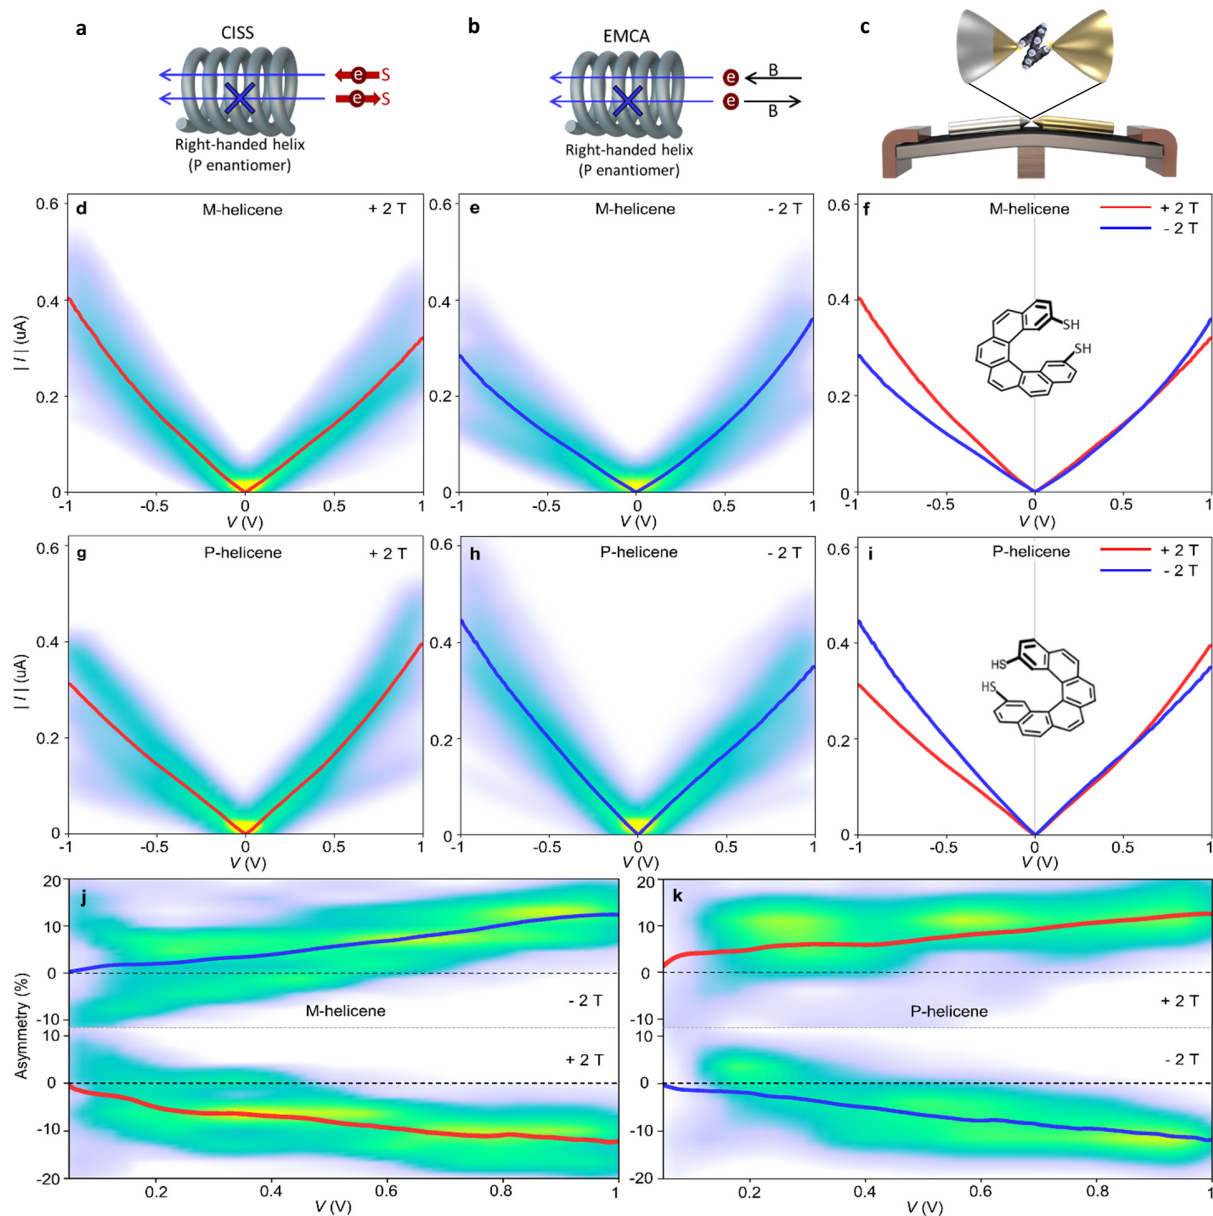 a
CISS
e S
e S
Right-handed helix
(P enantiomer)
b
EMCA
e B
e B
Right-handed helix
(P enantiomer)
c
d M-helicene + 2 T
0.6
0.4
0.2
0
| I | (uA)
-1 -0.5 0 0.5 1
V (V)
e M-helicene - 2 T
0.6
0.4
0.2
0
-1 -0.5 0 0.5 1
V (V)
f M-helicene + 2 T
- 2 T
0.6
0.4
0.2
0
SH
SH
-1 -0.5 0 0.5 1
V (V)
g P-helicene + 2 T
0.6
0.4
0.2
0
| I | (uA)
-1 -0.5 0 0.5 1
V (V)
h P-helicene - 2 T
0.6
0.4
0.2
0
-1 -0.5 0 0.5 1
V (V)
i P-helicene + 2 T
- 2 T
0.6
0.4
0.2
0
HS
HS
-1 -0.5 0 0.5 1
V (V)
j
20
10
0
-10
- 2 T
M-helicene
10
0
-10
-20
+ 2 T
Asymmetry (%)
0.2 0.4 0.6 0.8 1
V (V)
k
20
10
0
-10
+ 2T
P-helicene
10
0
-10
-20
- 2T
0.2 0.4 0.6 0.8 1
V (V)